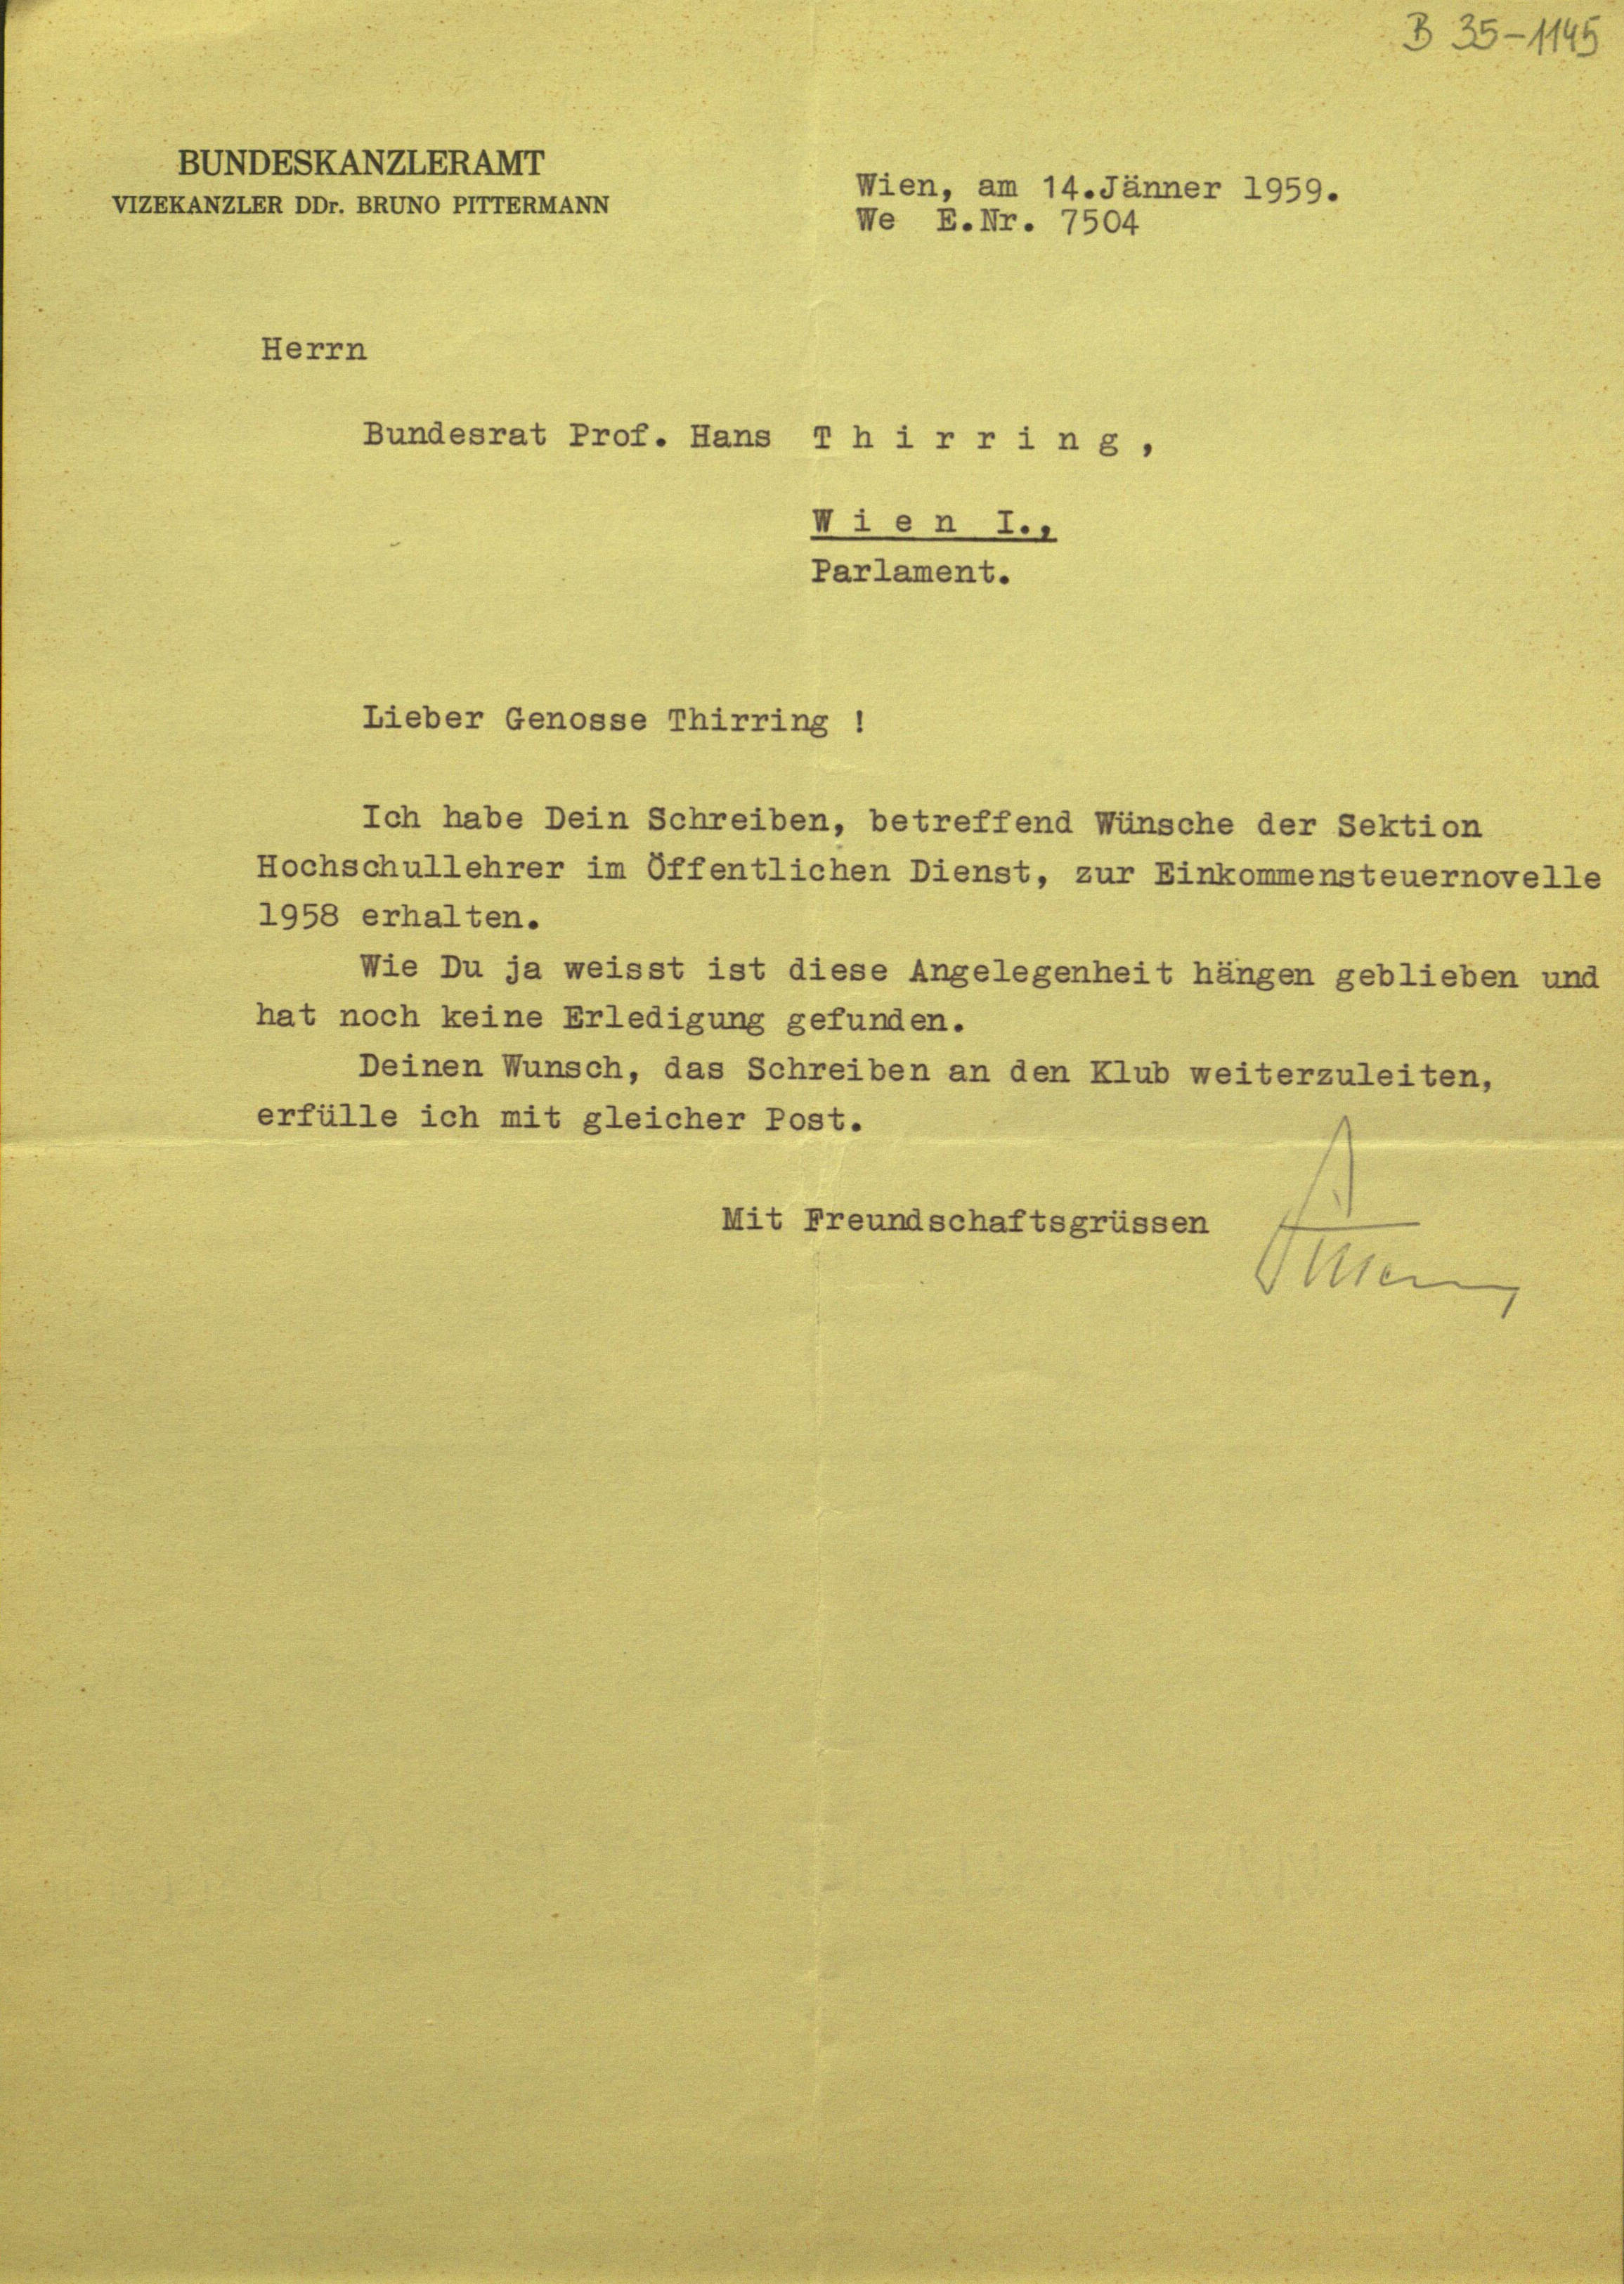 B 35-1145
BUNDESKANZLERAMT
VIZEKANZLER DDr. BRUNO PITTERMANN
Wien, am 14.Jänner 1959.
We E.Nr. 7504
Herrn
Bundesrat Prof. Hans T h i r r i n g ,
W i e n I.,
Parlament.
Lieber Genosse Thirring !
Ich habe Dein Schreiben, betreffend Wünsche der Sektion
Hochschullehrer im Öffentlichen Dienst, zur Einkommensteuernovelle
1958 erhalten.
Wie Du ja weisst ist diese Angelegenheit hängen geblieben und
hat noch keine Erledigung gefunden.
Deinen Wunsch, das Schreiben an den Klub weiterzuleiten,
erfülle ich mit gleicher Post.
Mit Freundschaftsgrüssen